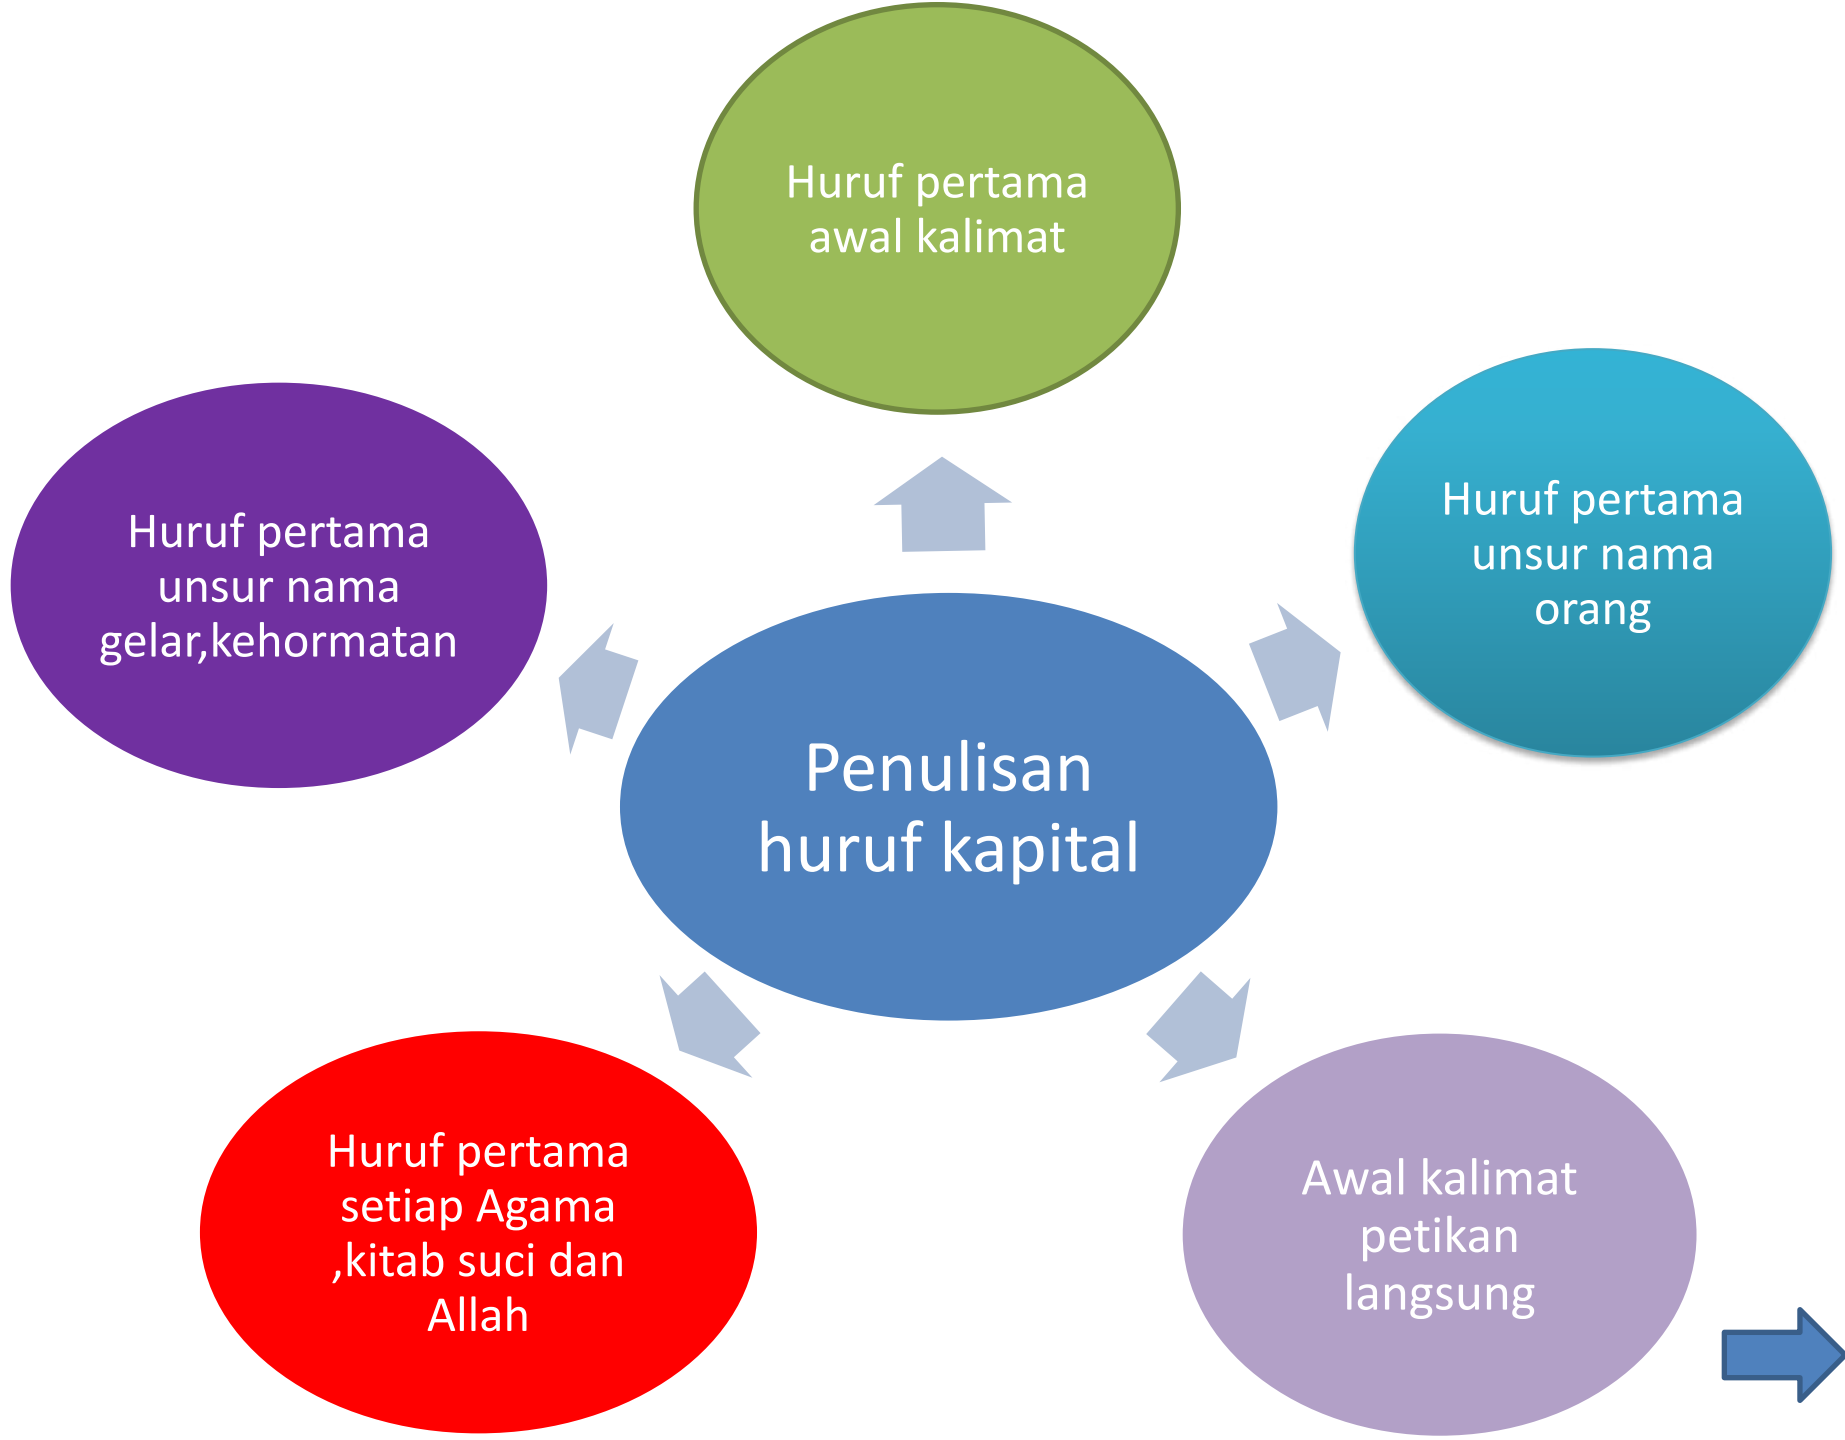 Huruf pertama
awal kalimat
Huruf pertama
unsur nama
orang
Huruf pertama
unsur nama
gelar,kehormatan
Penulisan
huruf kapital
Huruf pertama
setiap Agama
,kitab suci dan
Allah
Awal kalimat
petikan
langsung